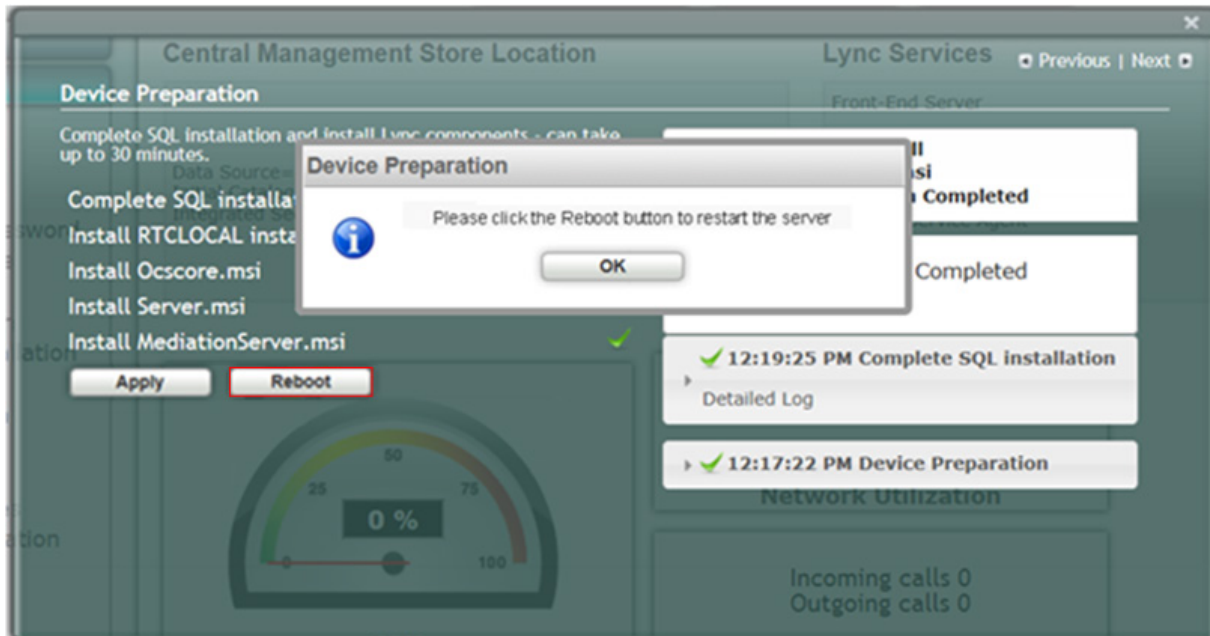 Central Management Store Location
Lync Services
Previous | Next
Device Preparation
Front-End Server
Complete SQL installation and install Lync components - can take
up to 30 minutes.
Data Source=
Device Preparation
Please click the Reboot button to restart the server
OK
Completed
Complete SQL installa
Install RTCLOCAL insta
Install Ocscore.msi
Completed
Install Server.msi
Install MediationServer.msi
Apply
Reboot
12:19:25 PM Complete SQL installation
Detailed Log
12:17:22 PM Device Preparation
Network Utilization
0
25
50
75
100
0 %
Incoming calls 0
Outgoing calls 0